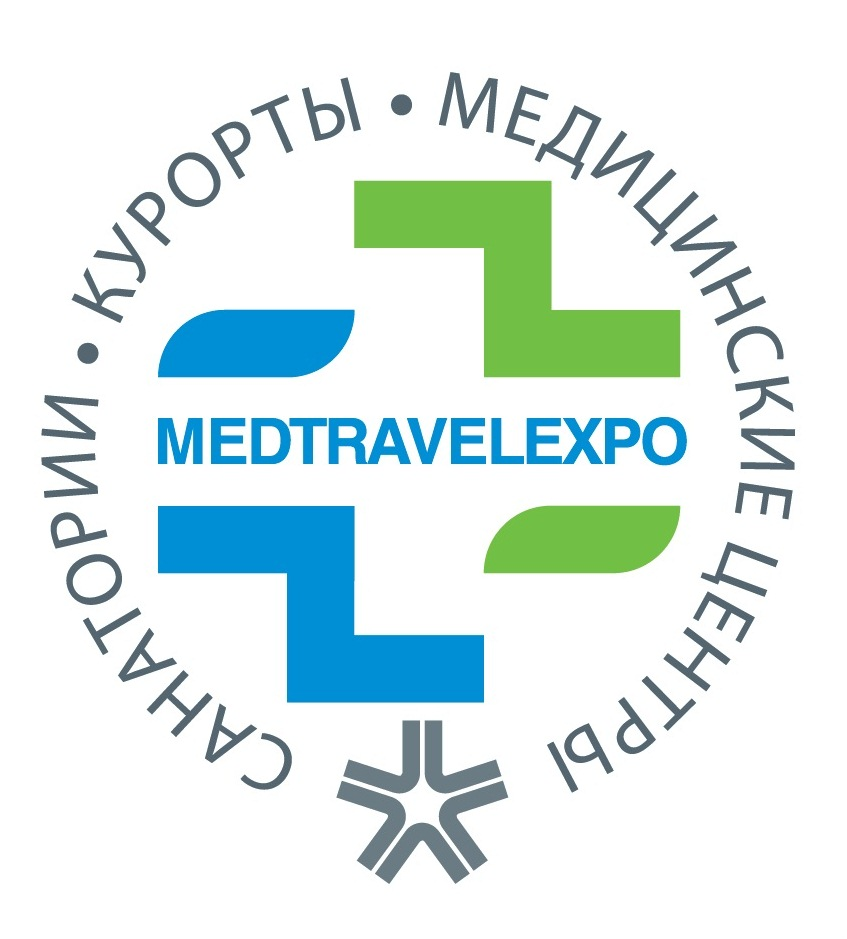 САНАТОРИИ • КУРОРТЫ • МЕДИЦИНСКИЕ ЦЕНТРЫ
MEDTRAVELEXPO